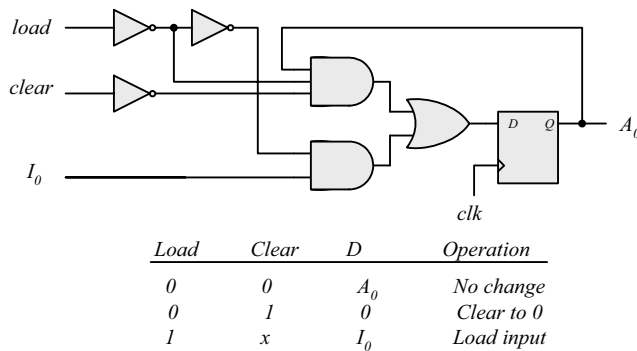 load
clear
I0
D Q
A0
clk
Load Clear D Operation
0 0 A0 No change
0 1 0 Clear to 0
1 x I0 Load input